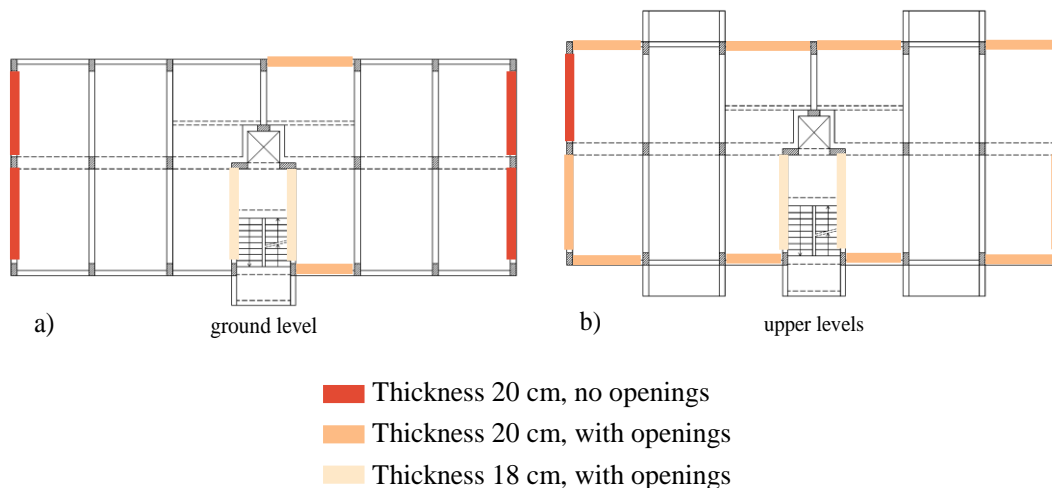 a)
ground level
b)
upper levels
Thickness 20 cm, no openings
Thickness 20 cm, with openings
Thickness 18 cm, with openings